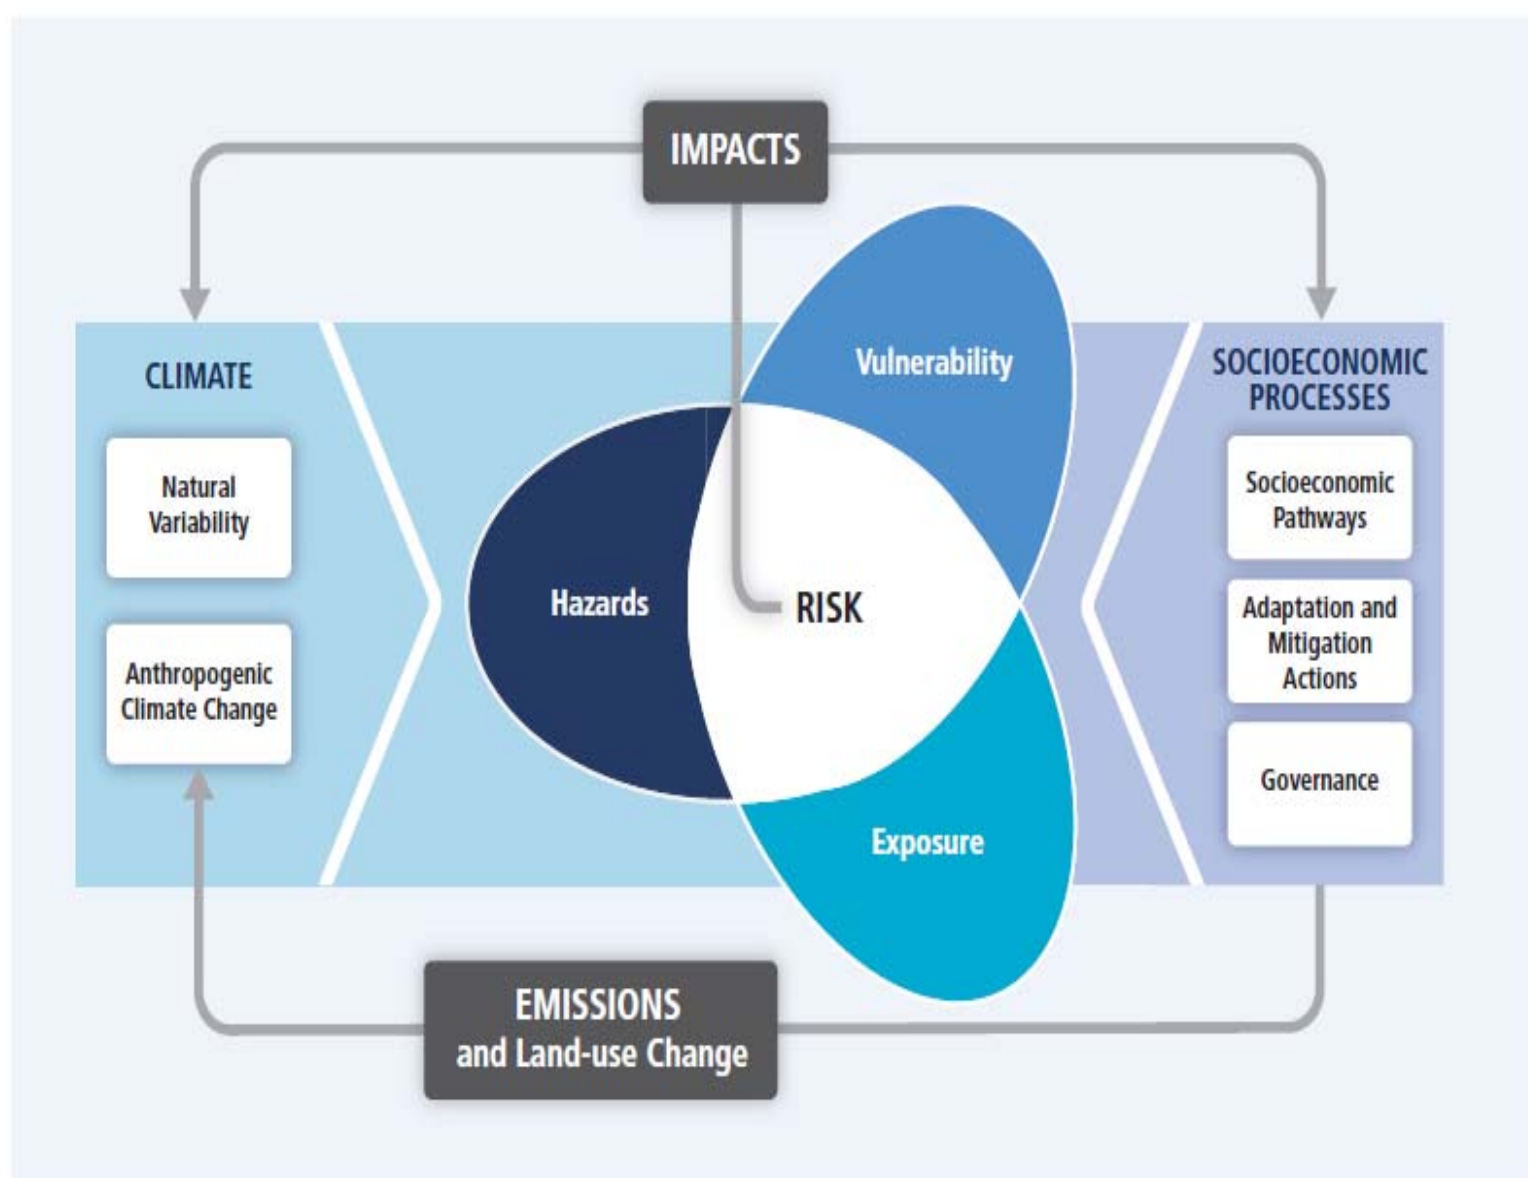 IMPACTS
CLIMATE
Natural
Variability
Anthropogenic
Climate Change
Vulnerability
Hazards
RISK
Exposure
SOCIOECONOMIC
PROCESSES
Socioeconomic
Pathways
Adaptation and
Mitigation
Actions
Governance
EMISSIONS
and Land-use Change